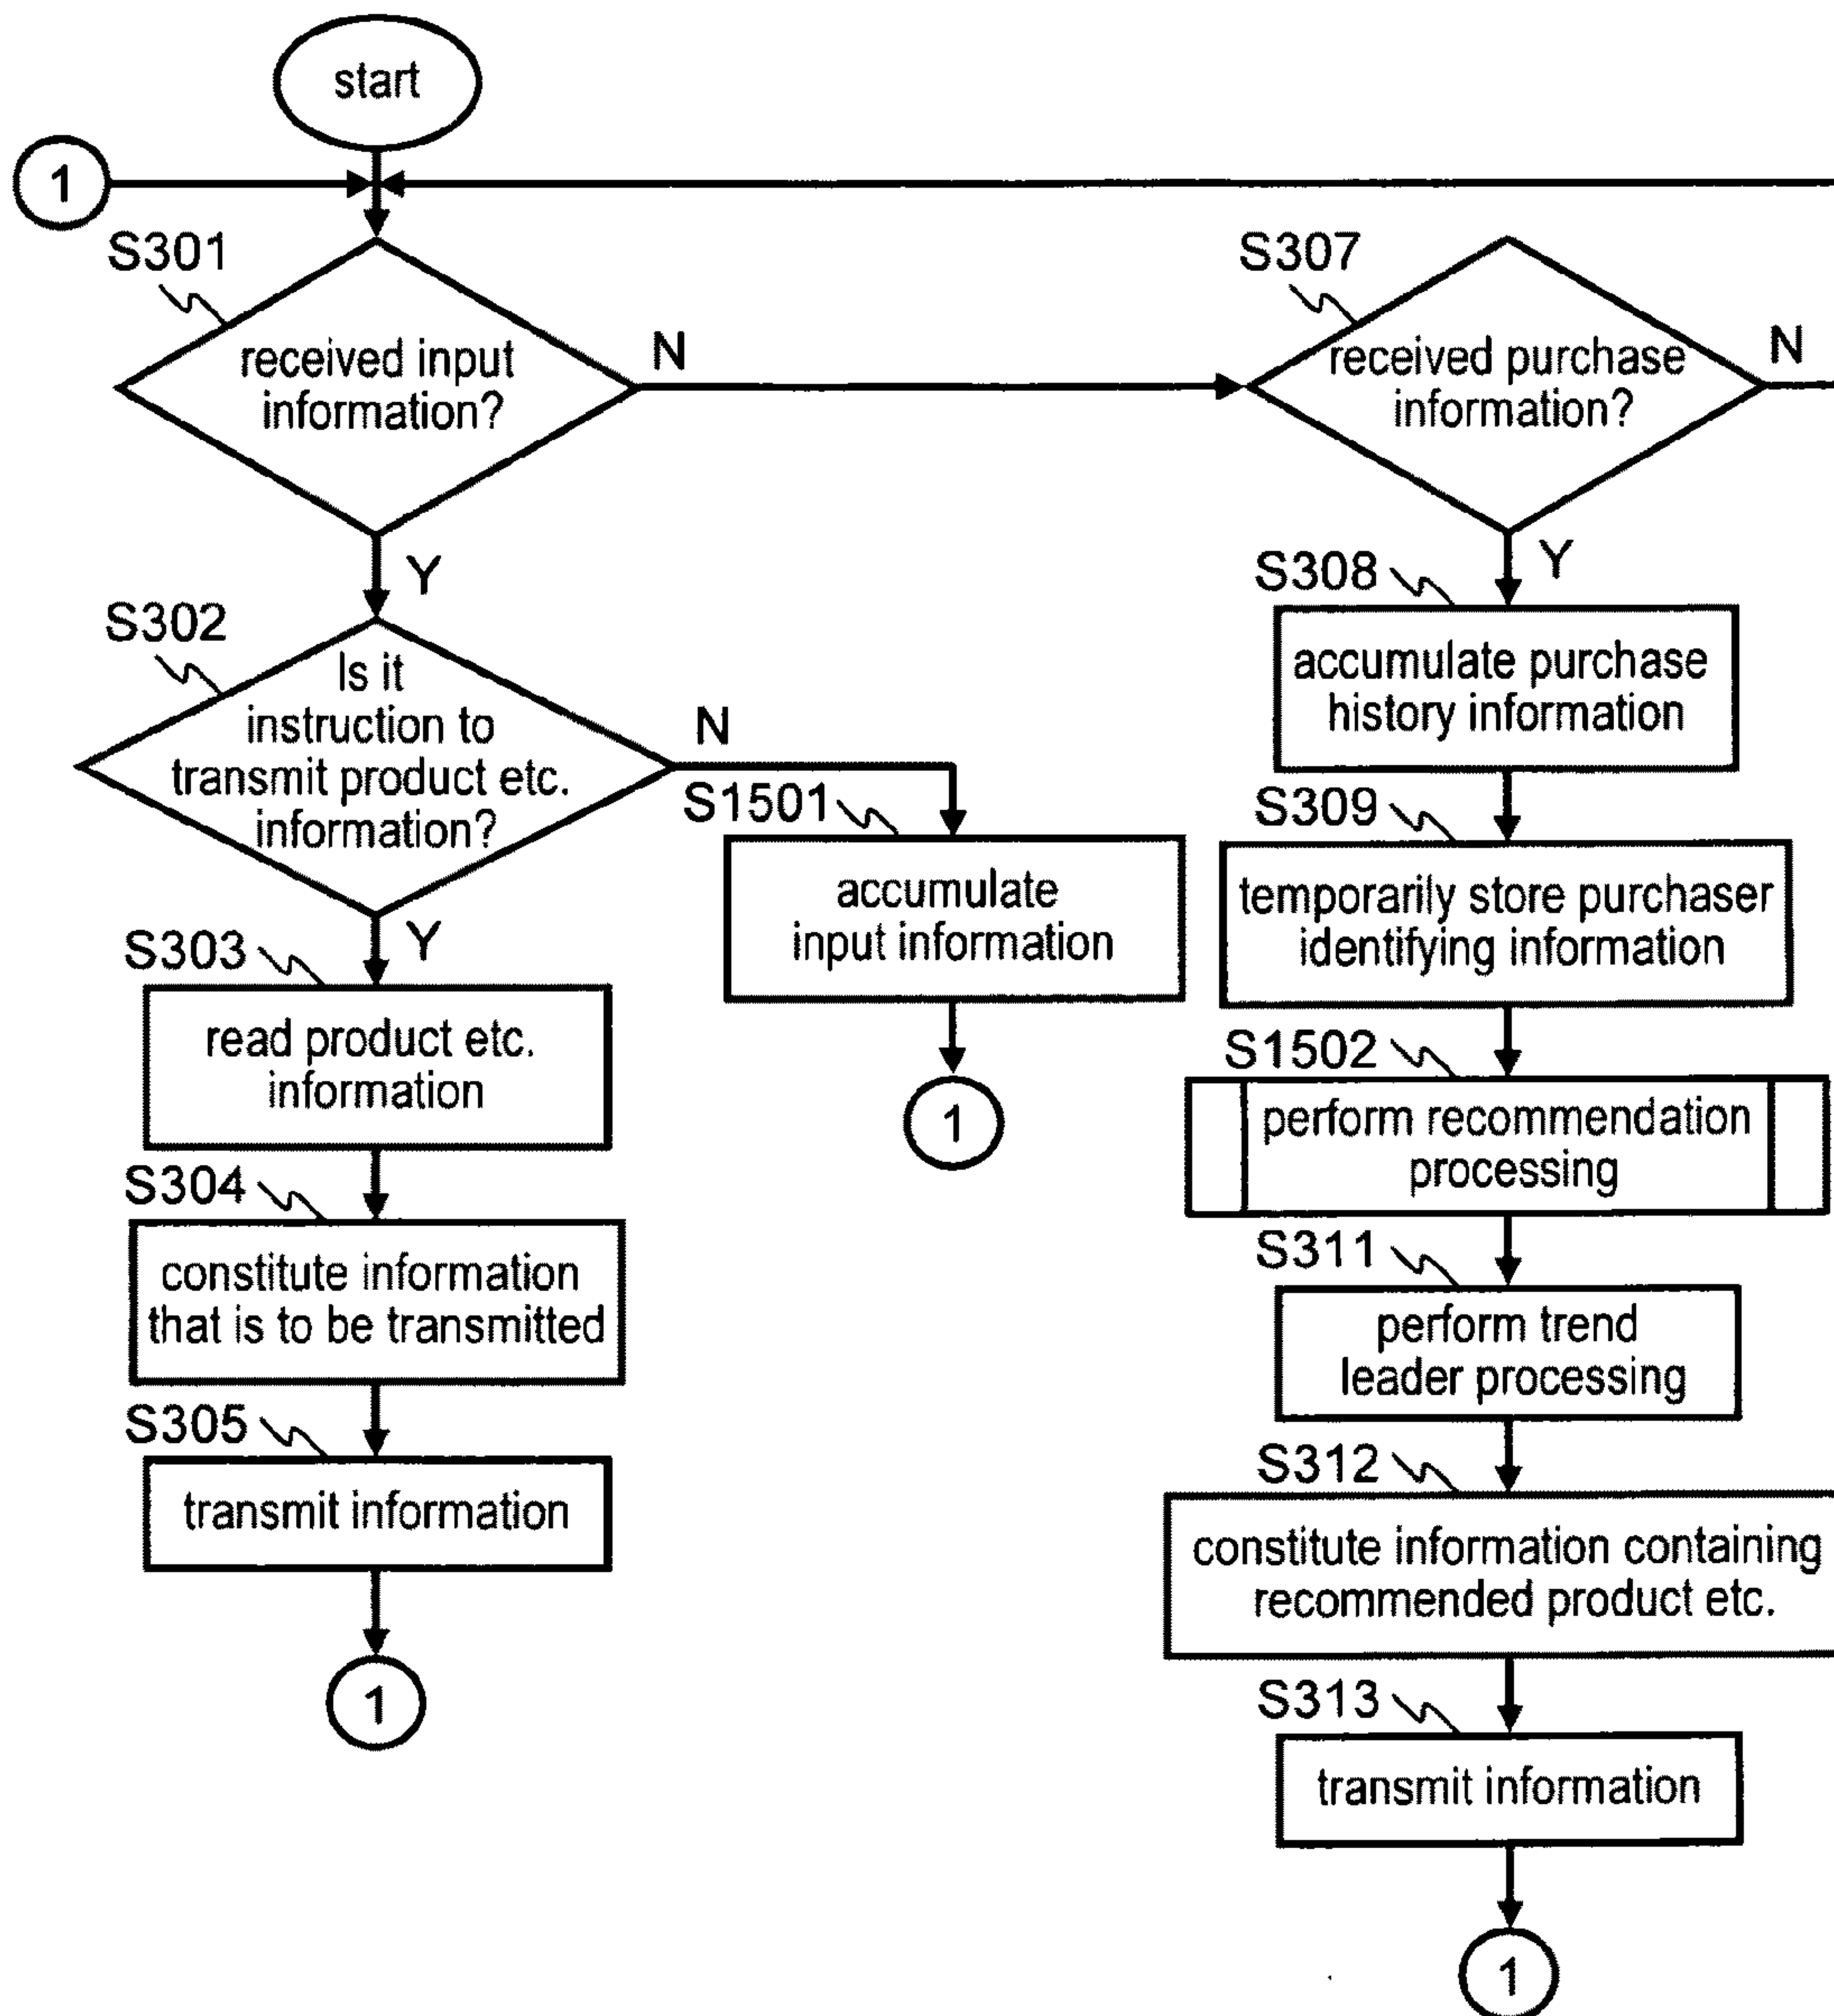 start
1
S301
received input
information?
N
Y
S302
Is it
instruction to
transmit product etc.
information?
N
Y
S1501
accumulate
input information
1
S303
read product etc.
information
S304
constitute information
that is to be transmitted
S305
transmit information
1
S307
received purchase
information?
N
Y
S308
accumulate purchase
history information
S309
temporarily store purchaser
identifying information
S1502
perform recommendation
processing
S311
perform trend
leader processing
S312
constitute information containing
recommended product etc.
S313
transmit information
1